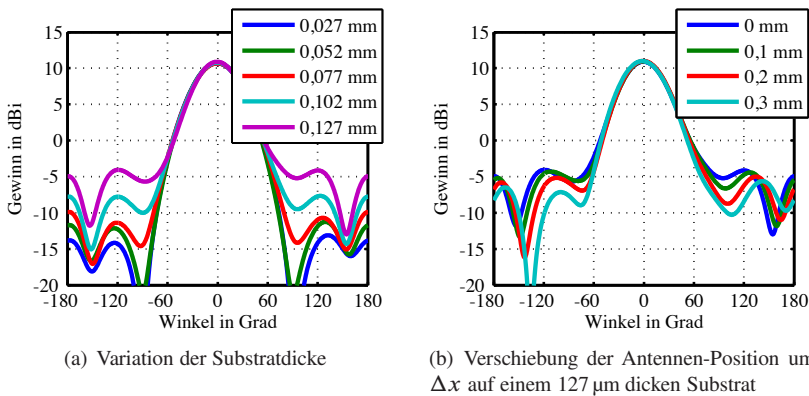 15
10
5
0
-5
-10
-15
-20
-180
-120
-60
0
60
120
180
Gewinn in dBi
Winkel in Grad
0,027 mm
0,052 mm
0,077 mm
0,102 mm
0,127 mm
(a) Variation der Substratdicke
15
10
5
0
-5
-10
-15
-20
-180
-120
-60
0
60
120
180
Gewinn in dBi
Winkel in Grad
0 mm
0,1 mm
0,2 mm
0,3 mm
(b) Verschiebung der Antennen-Position um
Δx auf einem 127 µm dicken Substrat